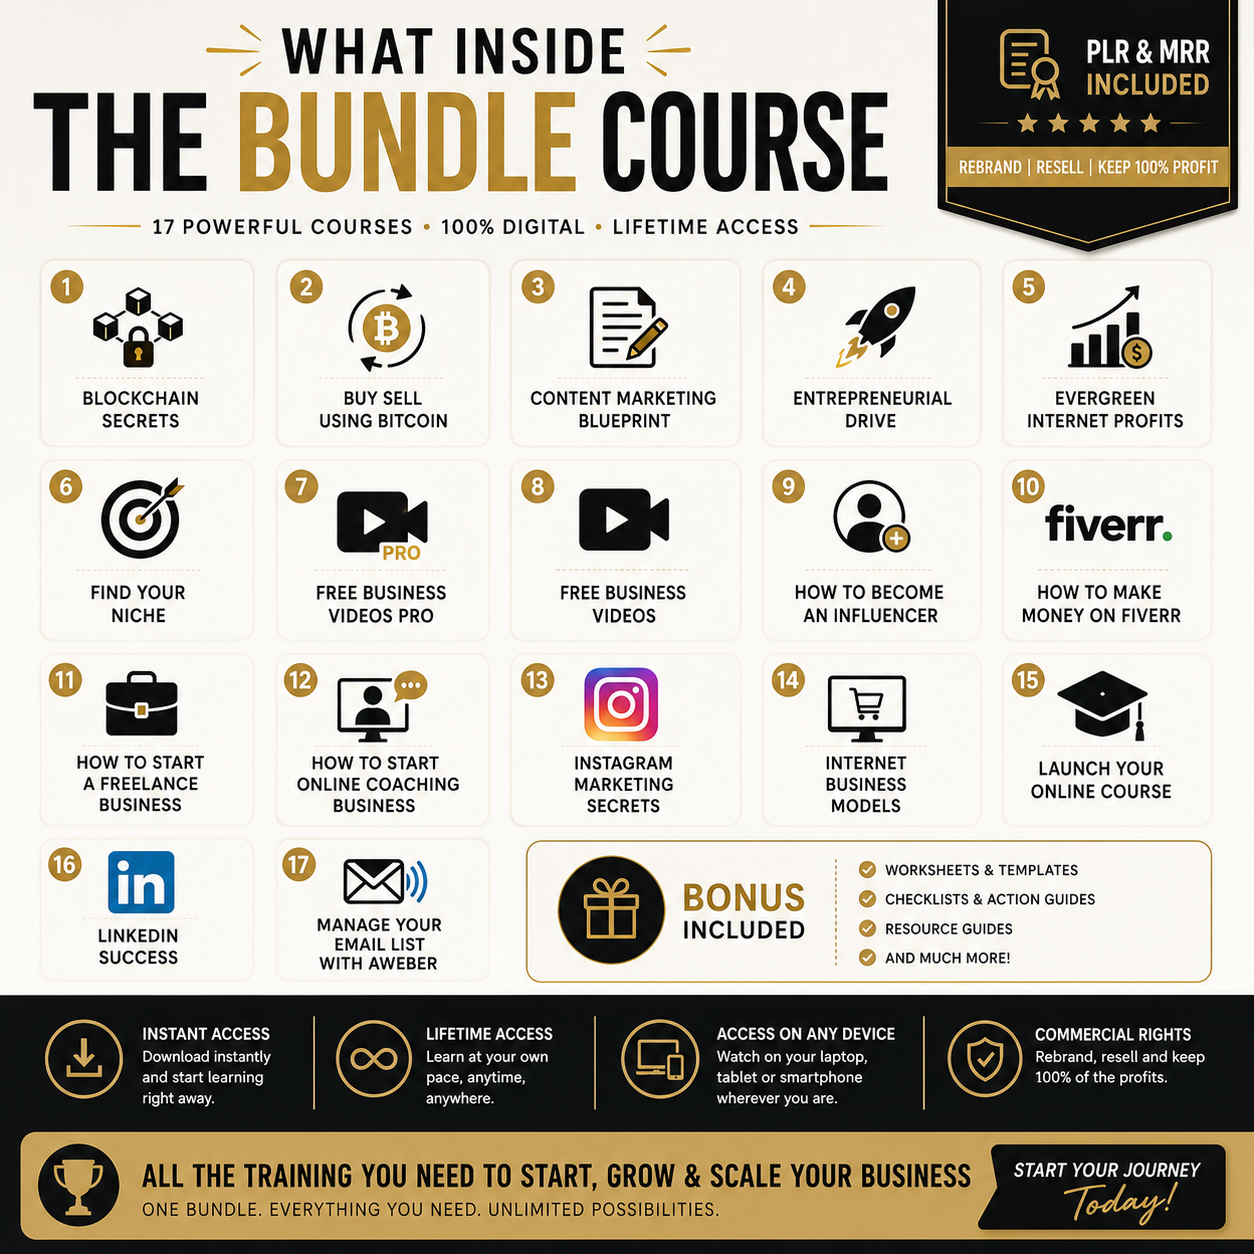 WHAT INSIDE
THE BUNDLE COURSE
17 POWERFUL COURSES • 100% DIGITAL • LIFETIME ACCESS
PLR & MRR
INCLUDED
REBRAND | RESELL | KEEP 100% PROFIT
1
BLOCKCHAIN
SECRETS
2
BUY SELL
USING BITCOIN
3
CONTENT MARKETING
BLUEPRINT
4
ENTREPRENEURIAL
DRIVE
5
$
EVERGREEN
INTERNET PROFITS
6
FIND YOUR
NICHE
7
PRO
FREE BUSINESS
VIDEOS PRO
8
FREE BUSINESS
VIDEOS
9
HOW TO BECOME
AN INFLUENCER
10
fiverr.
HOW TO MAKE
MONEY ON FIVERR
11
HOW TO START
A FREELANCE
BUSINESS
12
HOW TO START
ONLINE COACHING
BUSINESS
13
INSTAGRAM
MARKETING
SECRETS
14
INTERNET
BUSINESS
MODELS
15
LAUNCH YOUR
ONLINE COURSE
16
in
LINKEDIN
SUCCESS
17
MANAGE YOUR
EMAIL LIST
WITH AWEBER
BONUS
INCLUDED
WORKSHEETS & TEMPLATES
CHECKLISTS & ACTION GUIDES
RESOURCE GUIDES
AND MUCH MORE!
INSTANT ACCESS
Download instantly
and start learning
right away.
LIFETIME ACCESS
Learn at your own
pace, anytime,
anywhere.
ACCESS ON ANY DEVICE
Watch on your laptop,
tablet or smartphone
wherever you are.
COMMERCIAL RIGHTS
Rebrand, resell and keep
100% of the profits.
ALL THE TRAINING YOU NEED TO START, GROW & SCALE YOUR BUSINESS
ONE BUNDLE. EVERYTHING YOU NEED. UNLIMITED POSSIBILITIES.
START YOUR JOURNEY
Today!